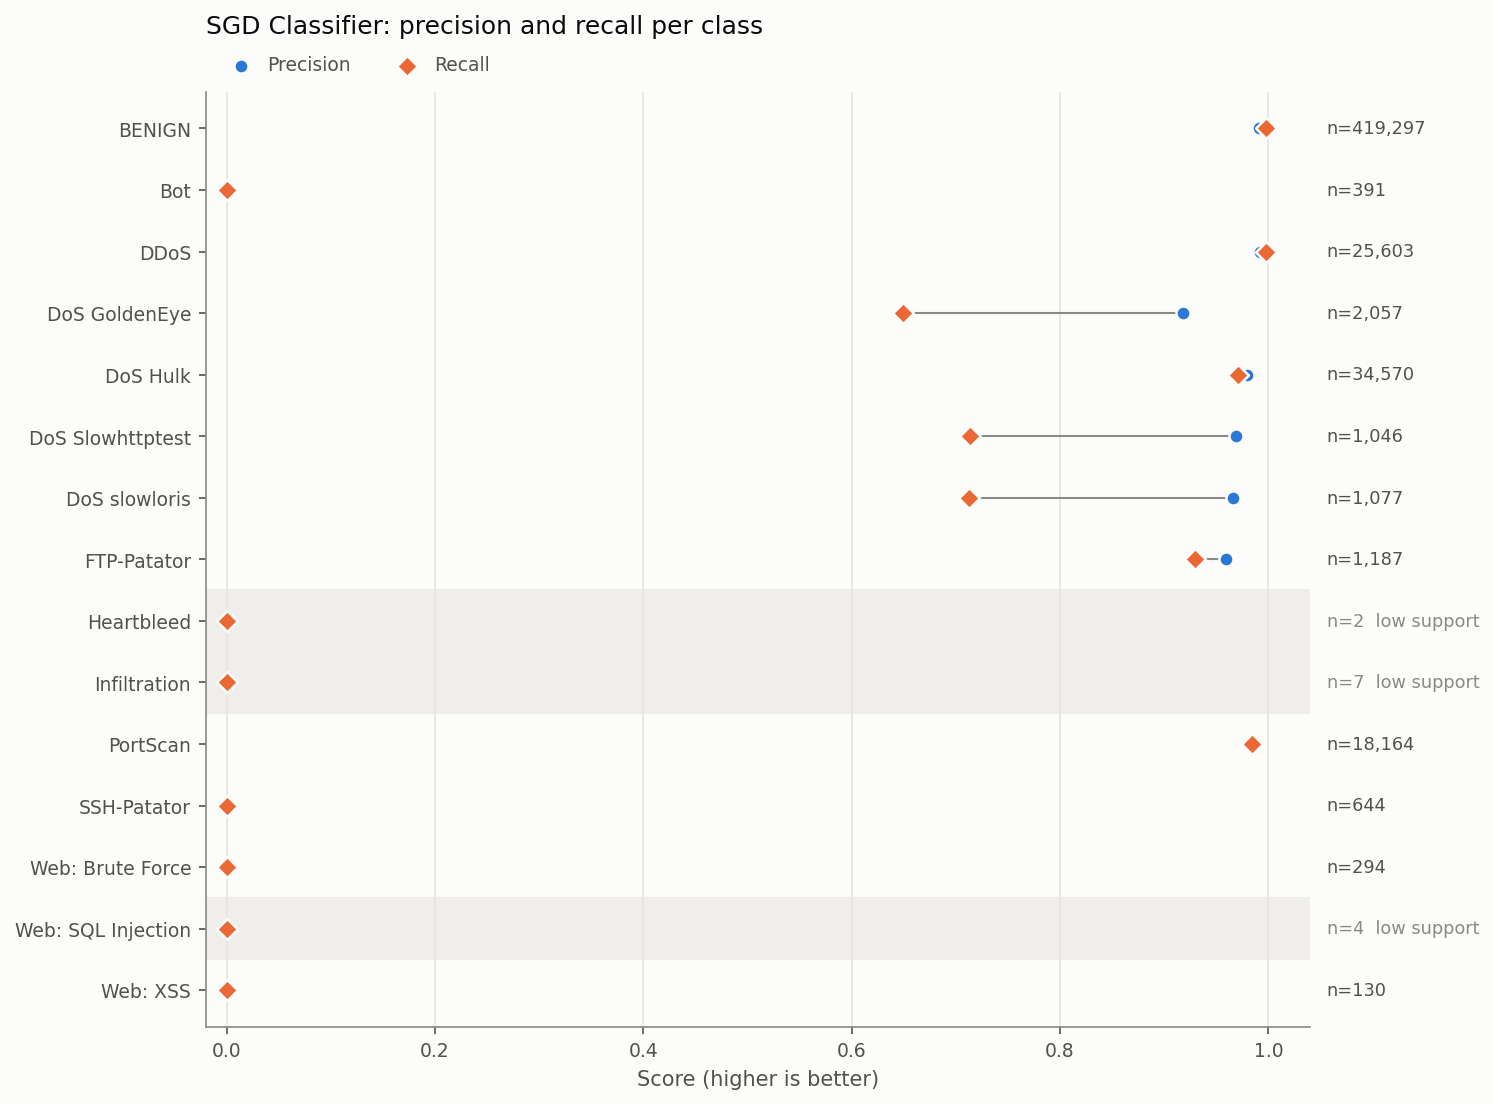 SGD Classifier: precision and recall per class
Precision Recall
BENIGN n=419,297
Bot n=391
DDoS n=25,603
DoS GoldenEye n=2,057
DoS Hulk n=34,570
DoS Slowhttptest n=1,046
DoS slowloris n=1,077
FTP-Patator n=1,187
Heartbleed n=2 low support
Infiltration n=7 low support
PortScan n=18,164
SSH-Patator n=644
Web: Brute Force n=294
Web: SQL Injection n=4 low support
Web: XSS n=130
0.0 0.2 0.4 0.6 0.8 1.0
Score (higher is better)